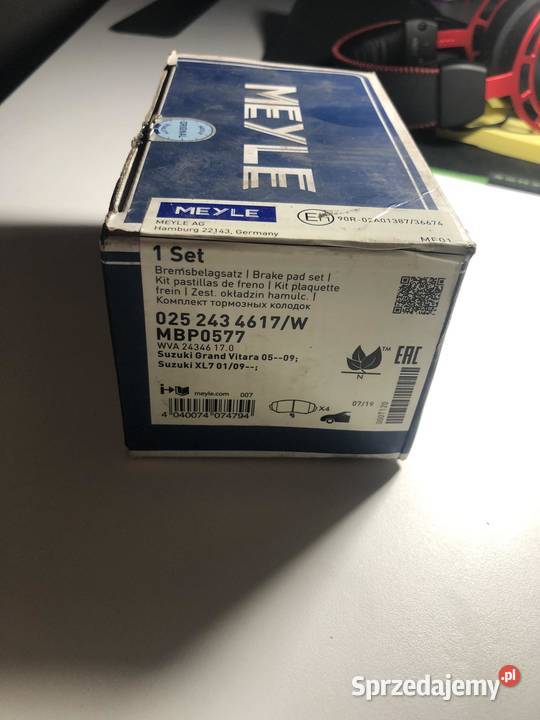 MEYLE
ORIGINAL
MEYLE
MEYLE AG
Hamburg 22143, Germany
90R-02A01387/36674
1 Set
Bremsbelagsatz | Brake pad set |
Kit pastillas de freno | Kit plaquette
frein | Zest. okładzin hamulc. |
Комплект тормозных колодок
025 243 4617/W
MBP0577
WVA 24346 17.0
Suzuki Grand Vitara 05--09;
Suzuki XL7 01/09--;
TM
N
EAC
meyle.com
007
X4
07/19
4 040074 074794
Sprzedajemy.pl